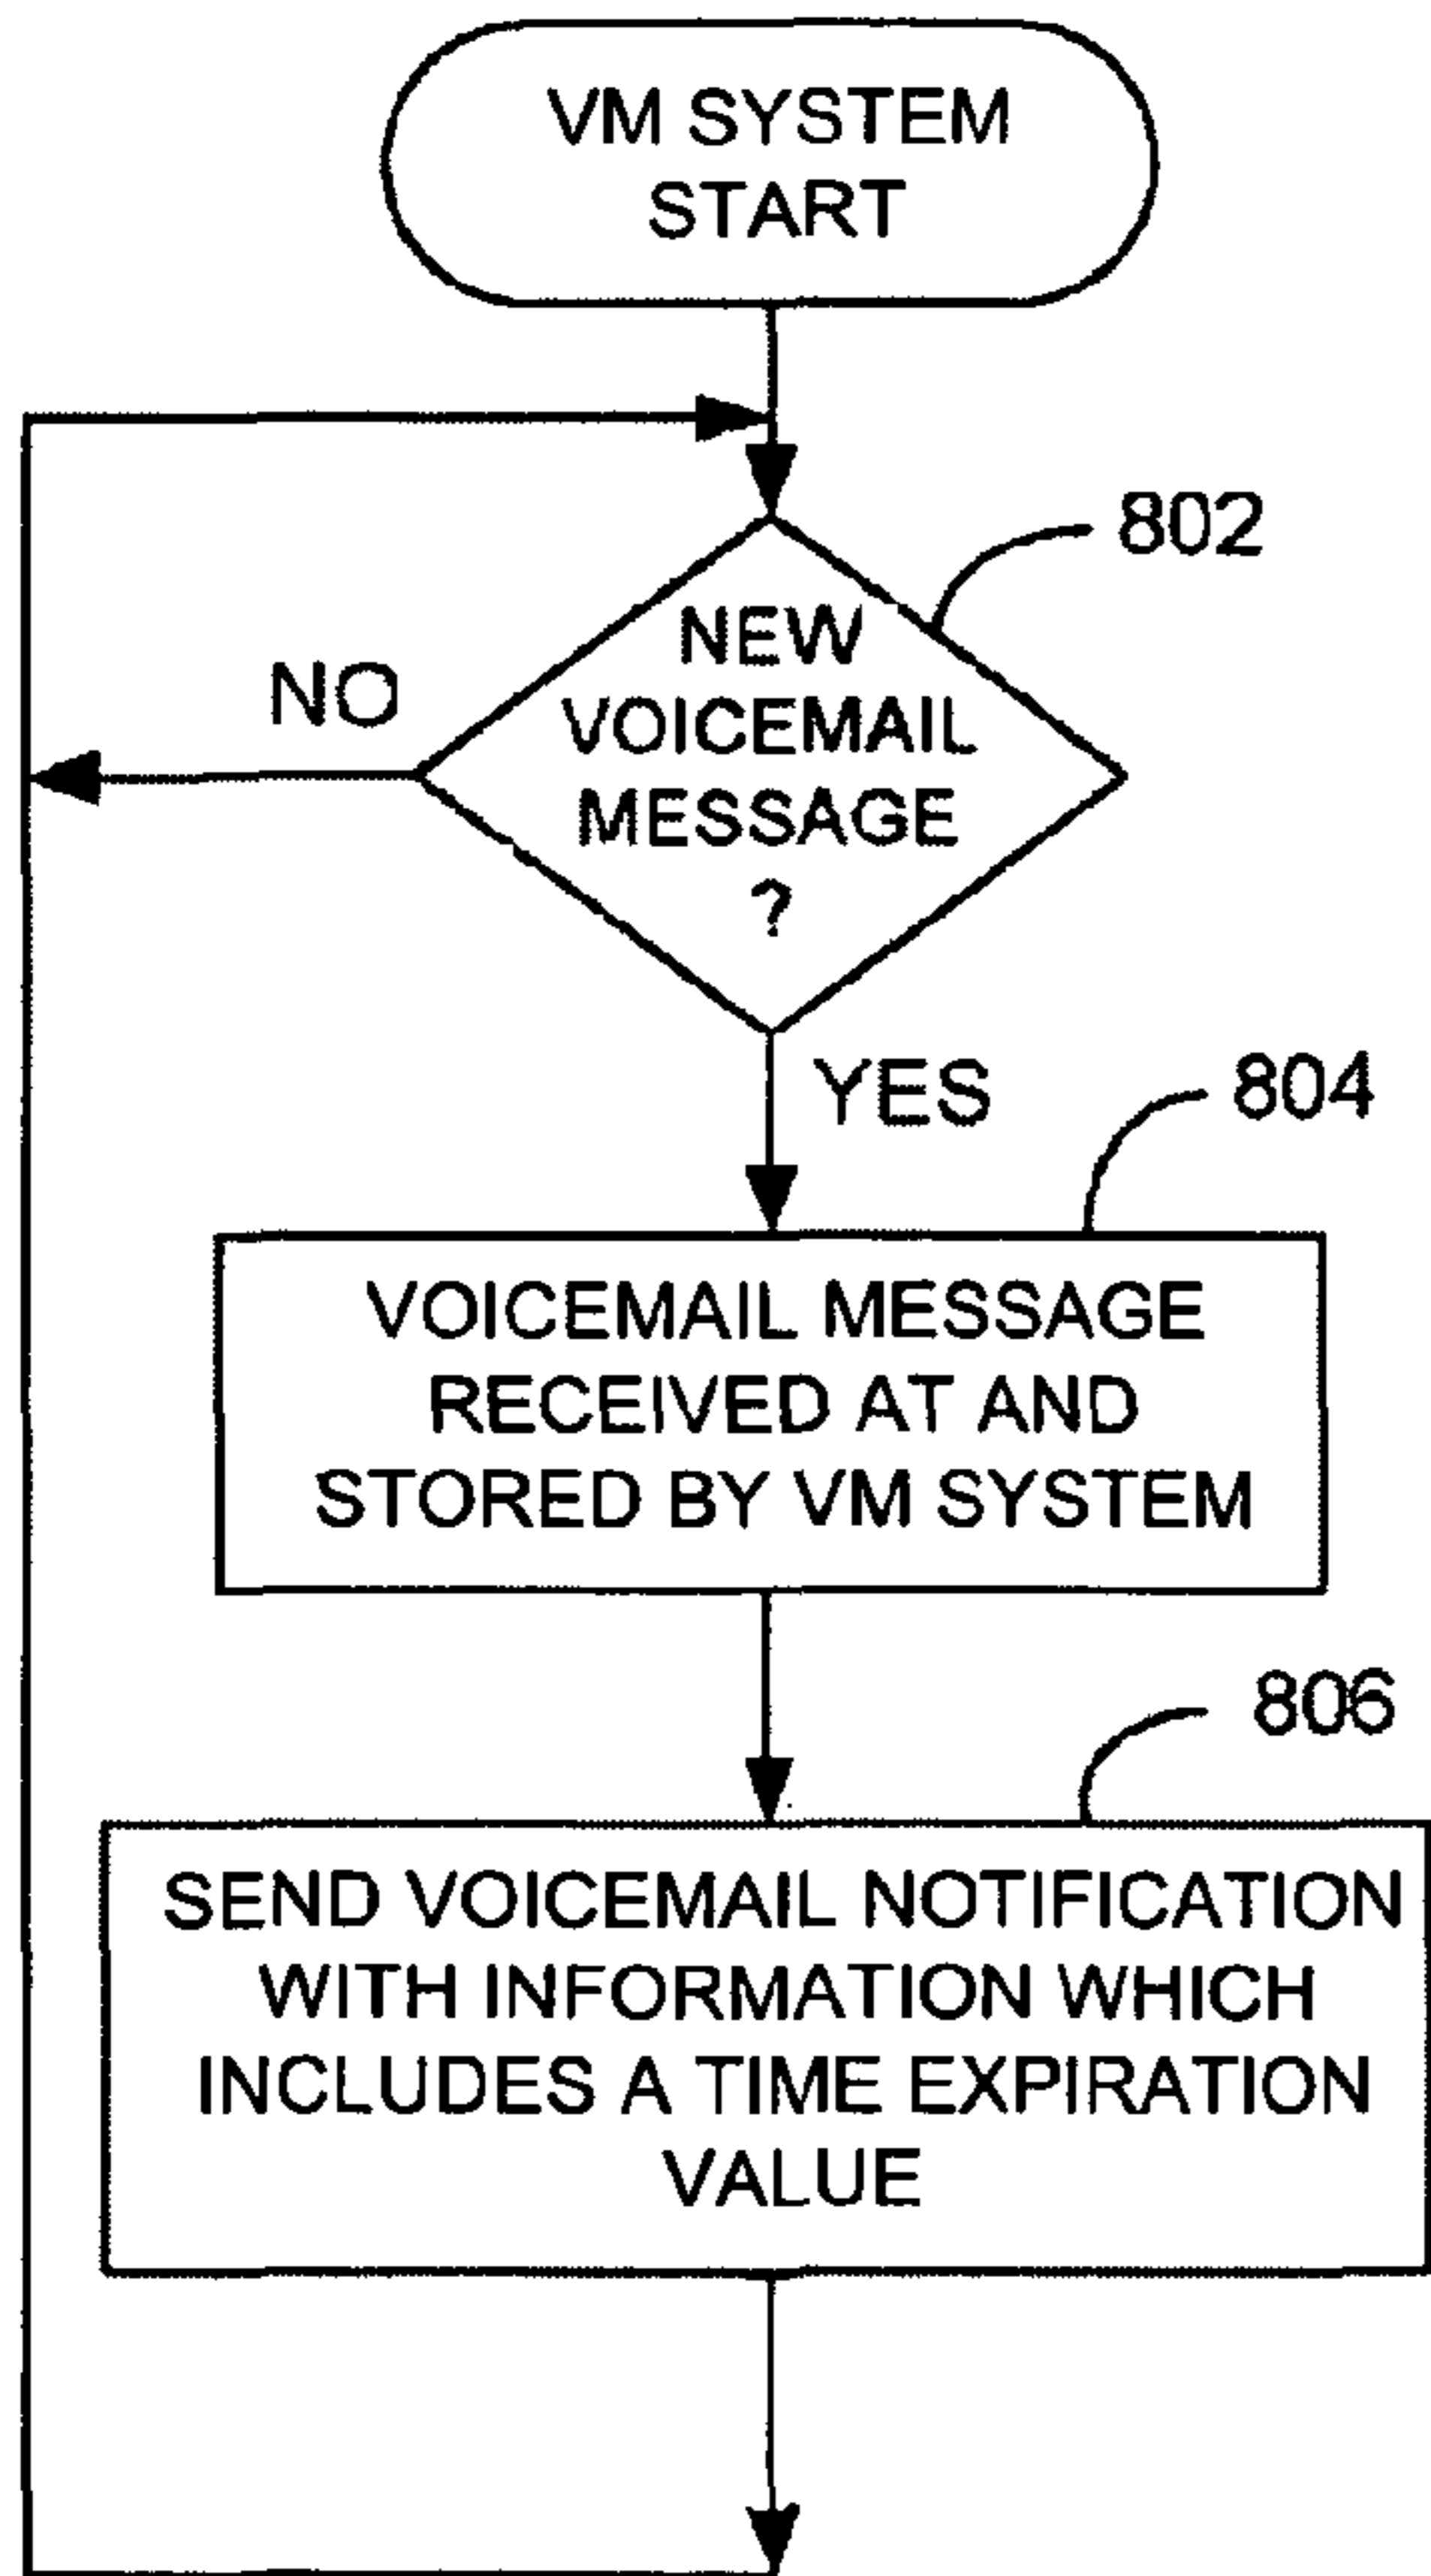 VM SYSTEM
START
802
NEW
VOICEMAIL
MESSAGE
?
NO
YES
804
VOICEMAIL MESSAGE
RECEIVED AT AND
STORED BY VM SYSTEM
806
SEND VOICEMAIL NOTIFICATION
WITH INFORMATION WHICH
INCLUDES A TIME EXPIRATION
VALUE